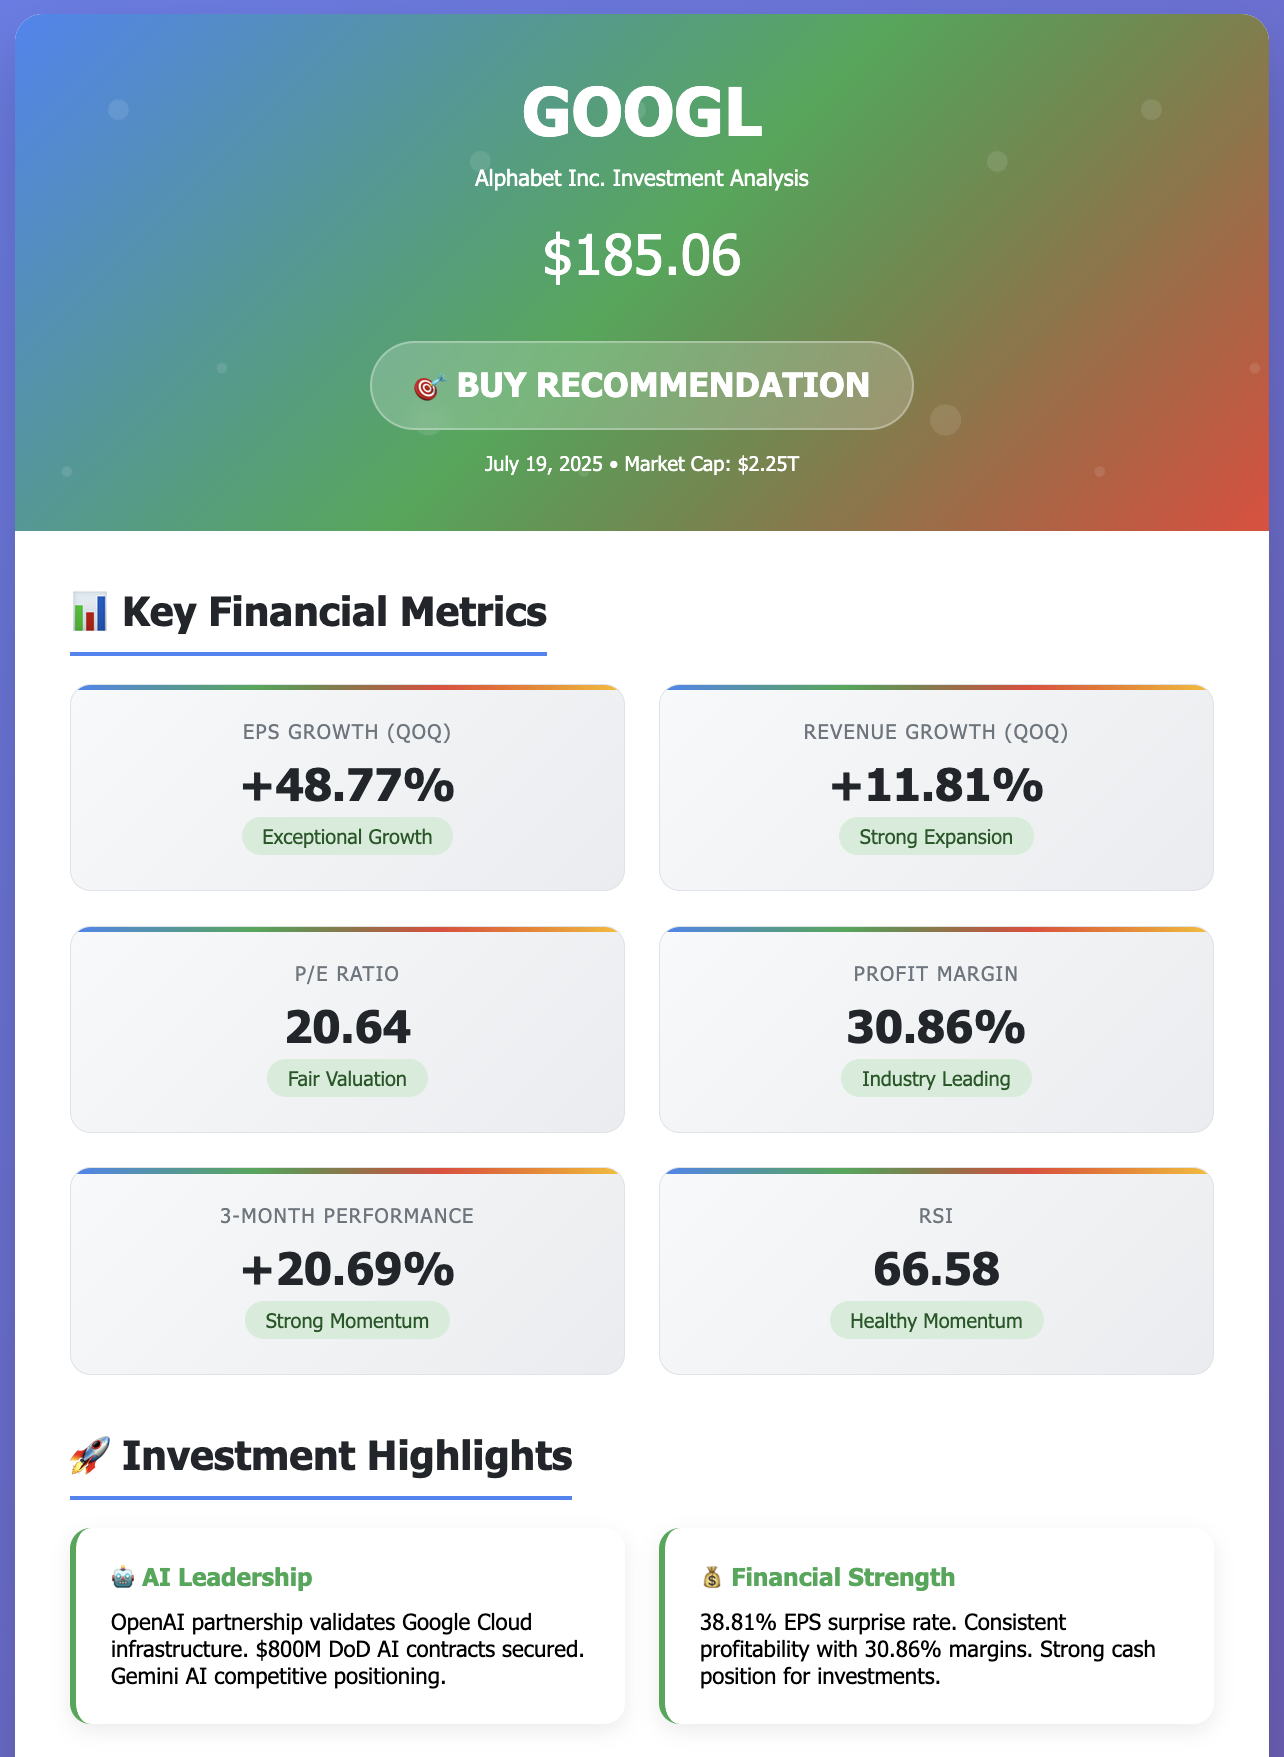 GOOGL
Alphabet Inc. Investment Analysis
$185.06
🎯 BUY RECOMMENDATION
July 19, 2025 • Market Cap: $2.25T
📊 Key Financial Metrics
EPS GROWTH (QOQ)
+48.77%
Exceptional Growth
REVENUE GROWTH (QOQ)
+11.81%
Strong Expansion
P/E RATIO
20.64
Fair Valuation
PROFIT MARGIN
30.86%
Industry Leading
3-MONTH PERFORMANCE
+20.69%
Strong Momentum
RSI
66.58
Healthy Momentum
🚀 Investment Highlights
🤖 AI Leadership
OpenAI partnership validates Google Cloud
infrastructure. $800M DoD AI contracts secured.
Gemini AI competitive positioning.
💰 Financial Strength
38.81% EPS surprise rate. Consistent
profitability with 30.86% margins. Strong cash
position for investments.